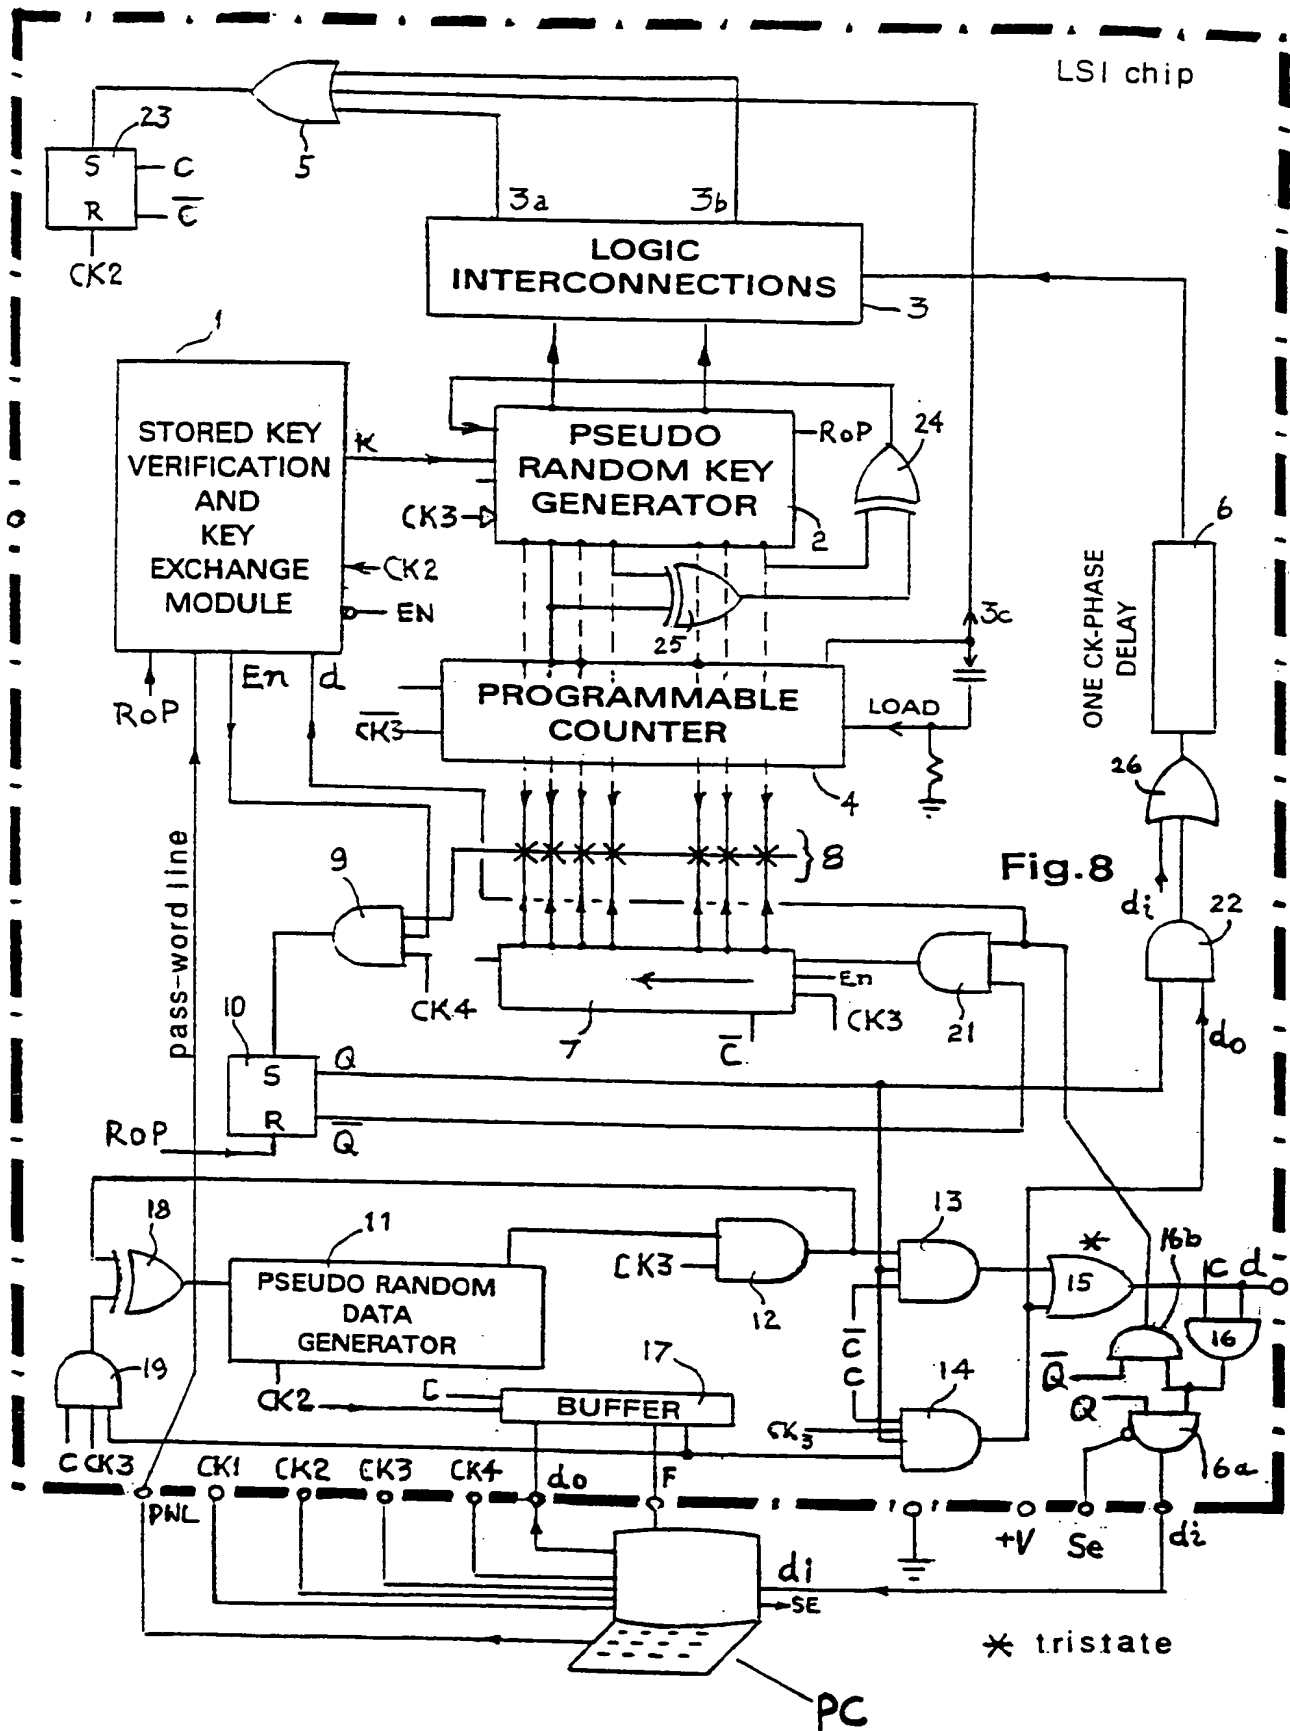 LSI chip
23
S
C
R
C̅
CK2
5
3a
3b
LOGIC
INTERCONNECTIONS
3
1
STORED KEY
VERIFICATION
AND
KEY
EXCHANGE
MODULE
K
CK2
EN
PSEUDO
RANDOM KEY
GENERATOR
RoP
CK3
2
24
25
6
ONE CK-PHASE
DELAY
3c
En
d
RoP
PROGRAMMABLE
COUNTER
C̅K̅3̅
LOAD
4
26
8
Fig.8
di
22
9
pass-word line
CK4
7
C̅
En
CK3
21
do
10
S
Q
R
Q̅
RoP
18
11
PSEUDO RANDOM
DATA
GENERATOR
CK2
CK3
12
13
C̅
C
14
CK3
*
15
16b
C
d
16
Q̅
Q
6a
19
C
CK3
C
17
BUFFER
PWL
CK1
CK2
CK3
CK4
do
F
+V
Se
di
di
SE
* tristate
PC